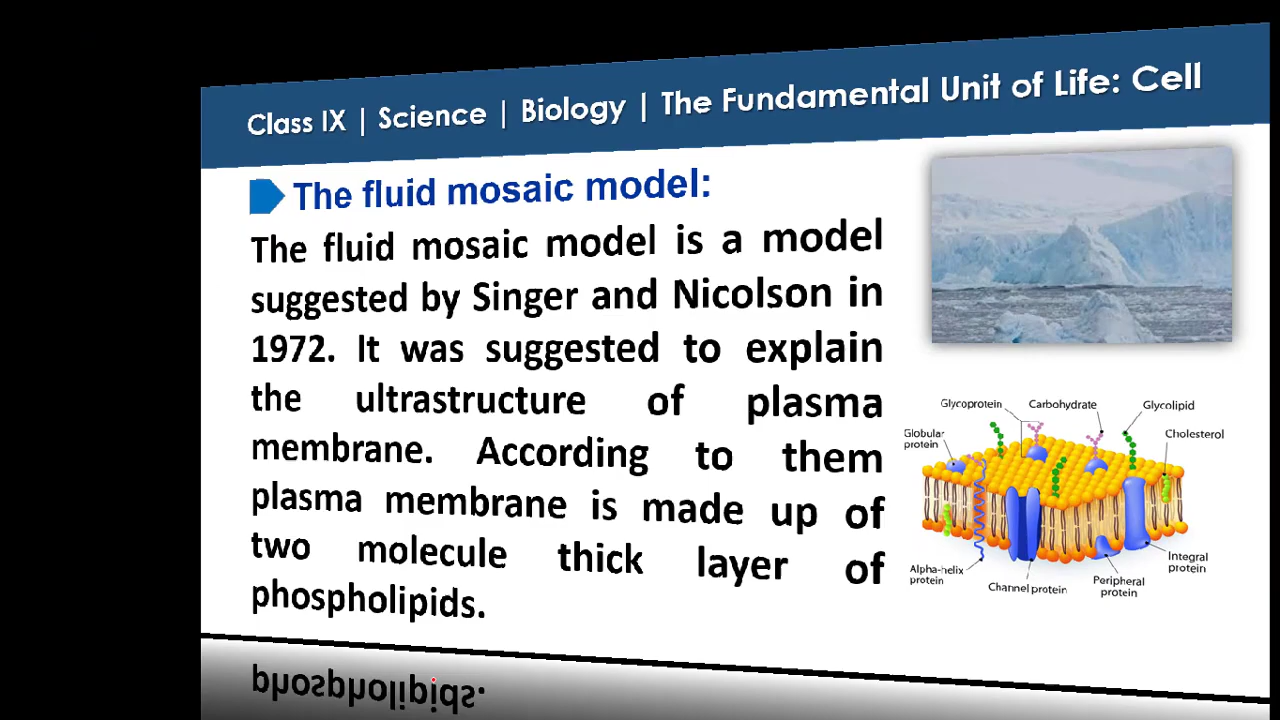 Class IX | Science | Biology | The Fundamental Unit of Life: Cell
The fluid mosaic model:
The fluid mosaic model is a model
suggested by Singer and Nicolson in
1972. It was suggested to explain
the ultrastructure of plasma
membrane. According to them
plasma membrane is made up of
two molecule thick layer of
phospholipids.
Glycoprotein
Carbohydrate
Glycolipid
Globular
protein
Cholesterol
Alpha-helix
protein
Channel protein
Peripheral
protein
Integral
protein
phospholipids.